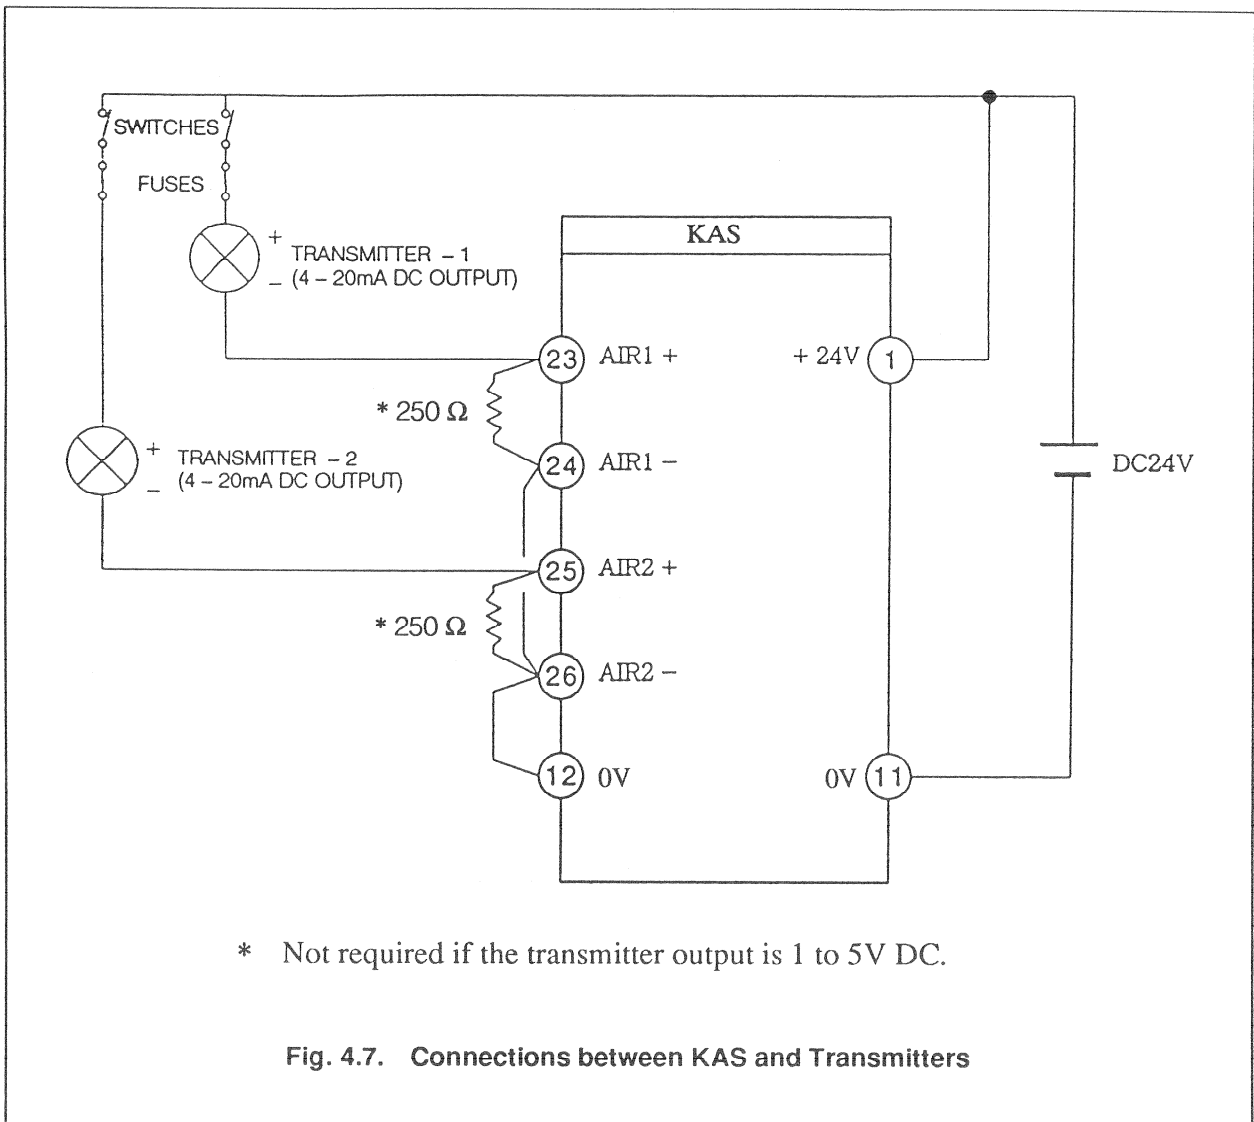 SWITCHES
FUSES
+
TRANSMITTER – 1
–
(4 – 20mA DC OUTPUT)
KAS
23
AIR1 +
+ 24V
1
* 250 Ω
+
TRANSMITTER – 2
–
(4 – 20mA DC OUTPUT)
24
AIR1 –
DC24V
25
AIR2 +
* 250 Ω
26
AIR2 –
12
0V
0V
11
* Not required if the transmitter output is 1 to 5V DC.
Fig. 4.7. Connections between KAS and Transmitters